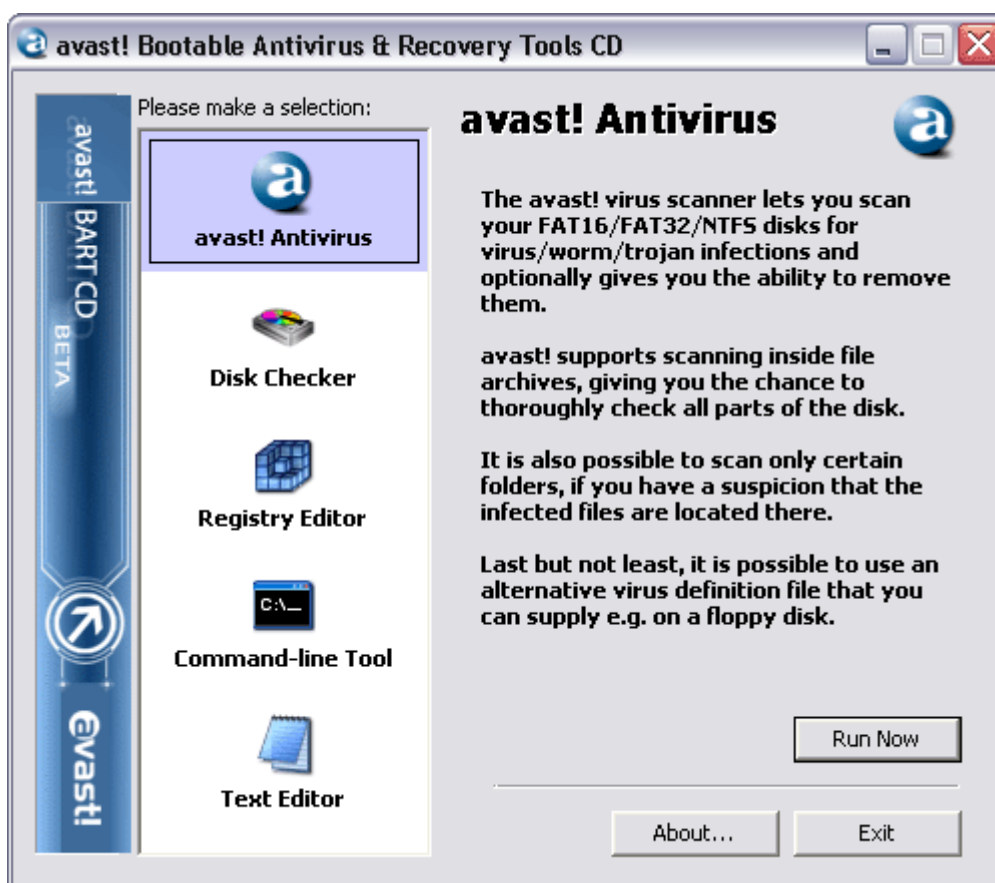 avast! Bootable Antivirus & Recovery Tools CD
avast! BART CD
BETA
avast!
Please make a selection:
avast! Antivirus
Disk Checker
Registry Editor
C:\_
Command-line Tool
Text Editor
avast! Antivirus
The avast! virus scanner lets you scan
your FAT16/FAT32/NTFS disks for
virus/worm/trojan infections and
optionally gives you the ability to remove
them.
avast! supports scanning inside file
archives, giving you the chance to
thoroughly check all parts of the disk.
It is also possible to scan only certain
folders, if you have a suspicion that the
infected files are located there.
Last but not least, it is possible to use an
alternative virus definition file that you
can supply e.g. on a floppy disk.
Run Now
About...
Exit